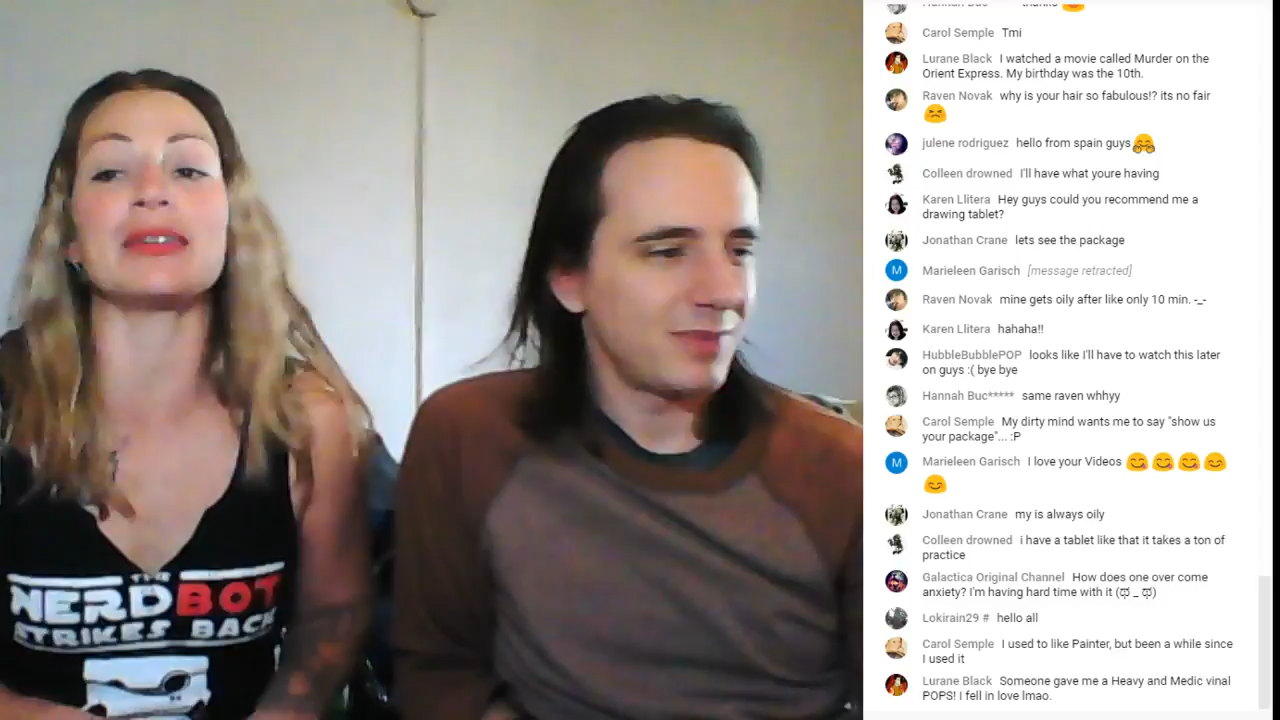 thanks
Carol Semple Tmi
Lurane Black I watched a movie called Murder on the
Orient Express. My birthday was the 10th.
Raven Novak why is your hair so fabulous!? its no fair
julene rodriguez hello from spain guys
Colleen drowned I'll have what youre having
Karen Llitera Hey guys could you recommend me a
drawing tablet?
Jonathan Crane lets see the package
M Marieleen Garisch [message retracted]
Raven Novak mine gets oily after like only 10 min. -_-
Karen Llitera hahaha!!
HubbleBubblePOP looks like I'll have to watch this later
on guys :( bye bye
Hannah Buc***** same raven whhyy
Carol Semple My dirty mind wants me to say "show us
your package"... :P
M Marieleen Garisch I love your Videos 😋 😋 😋 😊
😊
Jonathan Crane my is always oily
Colleen drowned i have a tablet like that it takes a ton of
practice
Galactica Original Channel How does one over come
anxiety? I'm having hard time with it (ಥ _ ಥ)
Lokirain29 # hello all
Carol Semple I used to like Painter, but been a while since
I used it
Lurane Black Someone gave me a Heavy and Medic vinal
POPS! I fell in love lmao.
THE
NERDBOT
STRIKES BACK